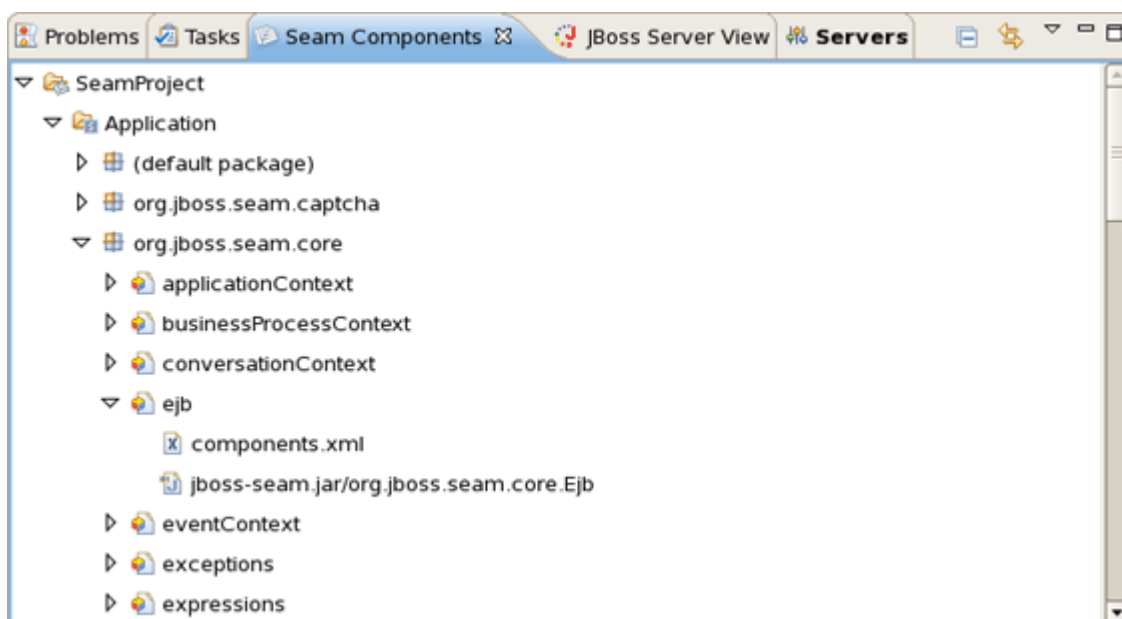 Problems Tasks Seam Components JBoss Server View Servers
SeamProject
Application
(default package)
org.jboss.seam.captcha
org.jboss.seam.core
applicationContext
businessProcessContext
conversationContext
ejb
components.xml
jboss-seam.jar/org.jboss.seam.core.Ejb
eventContext
exceptions
expressions